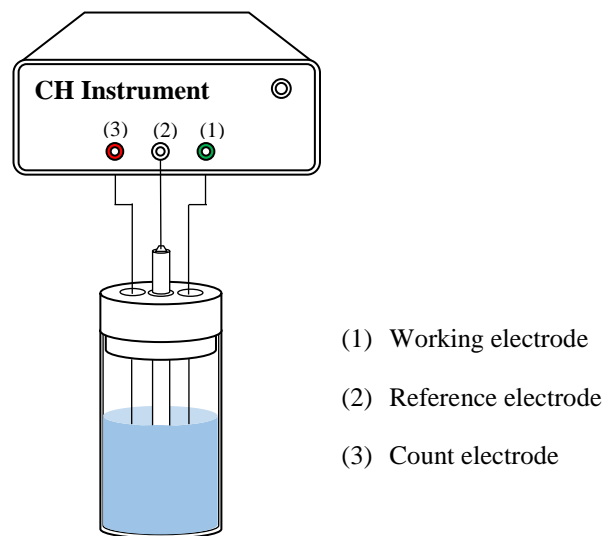 CH Instrument
(3) (2) (1)
(1) Working electrode
(2) Reference electrode
(3) Count electrode